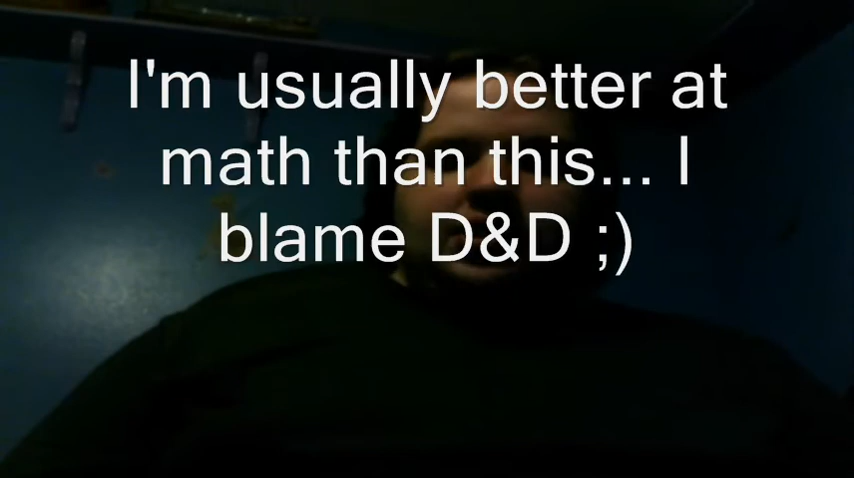 I'm usually better at
math than this... I
blame D&D ;)